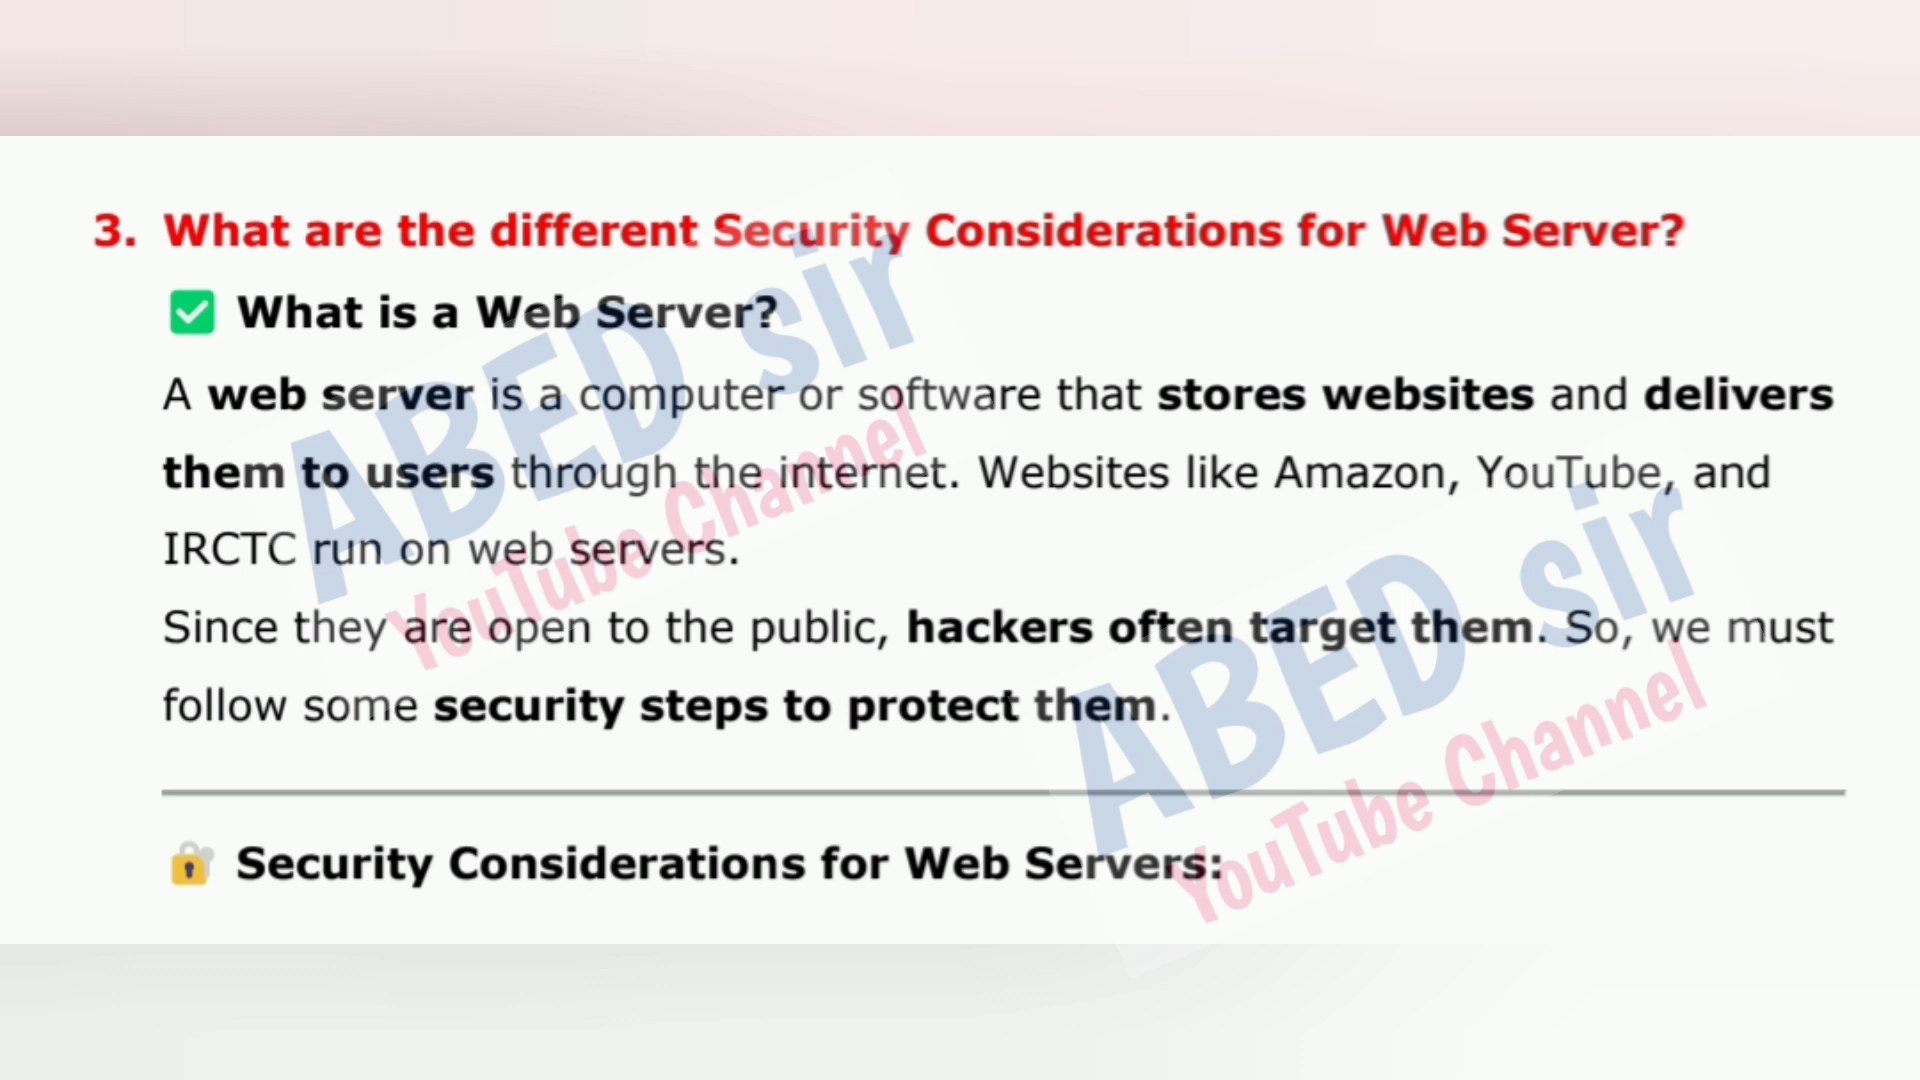 3. What are the different Security Considerations for Web Server?
✅ What is a Web Server?
A web server is a computer or software that stores websites and delivers
them to users through the internet. Websites like Amazon, YouTube, and
IRCTC run on web servers.
Since they are open to the public, hackers often target them. So, we must
follow some security steps to protect them.
🔐 Security Considerations for Web Servers:
ABED sir
YouTube Channel
ABED sir
YouTube Channel